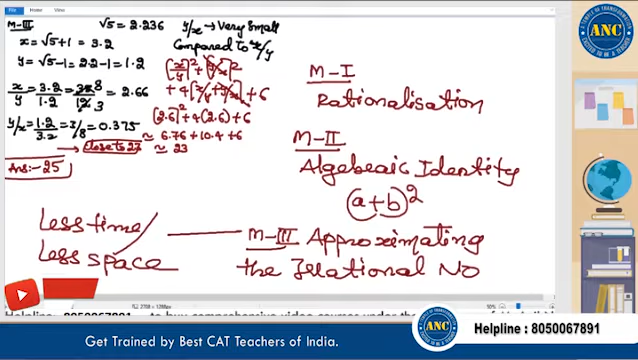 M-III √5 = 2.236 y/x → Very Small
x = √5+1 = 3.2 Compared to x/y
y = √5-1 = 2.2-1 = 1.2
+ 6
x/y = 3.2/1.2 = = 2.66
(2.6)² + 4(2.6) + 6
y/x = 1.2/3.2 = 3/8 = 0.375
≈ 6.76 + 10.4 + 6
→ close to 23 ≈ 23
Ans:- 25
M-I
Rationalisation
M-II
Algebraic Identity
(a+b)²
Less time/
Less space
M-III Approximating
the Irrational No
ANC
ANC
Helpline : 8050067891
ANC
Helpline : 8050067891
Get Trained by Best CAT Teachers of India.